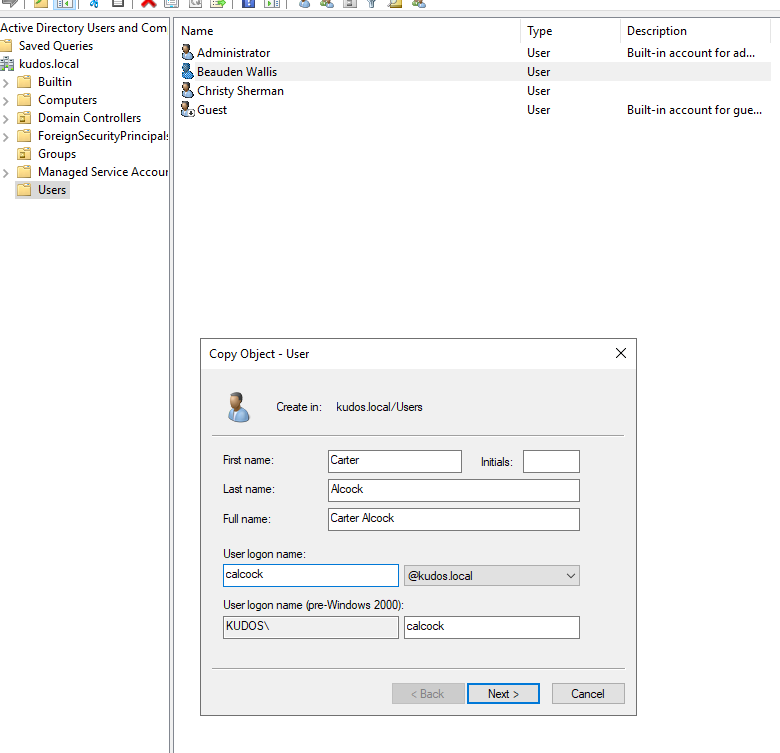 Active Directory Users and Com
Saved Queries
kudos.local
Builtin
Computers
Domain Controllers
ForeignSecurityPrincipals
Groups
Managed Service Accour
Users
Name Type Description
Administrator User Built-in account for ad...
Beauden Wallis User
Christy Sherman User
Guest User Built-in account for gue...
Copy Object - User
Create in: kudos.local/Users
First name: Carter Initials:
Last name: Alcock
Full name: Carter Alcock
User logon name:
calcock @kudos.local
User logon name (pre-Windows 2000):
KUDOS\ calcock
< Back Next > Cancel